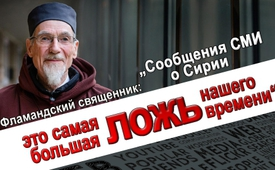 „Сообщения СМИ
о Сирии
Фламандский священник:
это самая
большая ЛОЖЬ нашего
времени“